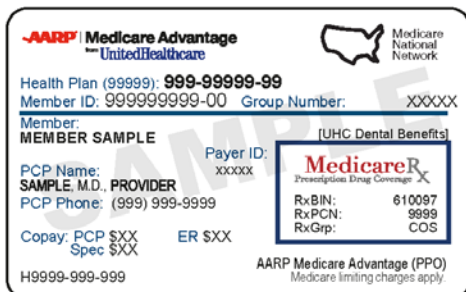 AARP | Medicare Advantage
from UnitedHealthcare
Medicare
National
Network
Health Plan (99999): 999-99999-99
Member ID: 999999999-00 Group Number: XXXXX
Member:
MEMBER SAMPLE
[UHC Dental Benefits]
Payer ID:
XXXXX
PCP Name:
SAMPLE, M.D., PROVIDER
PCP Phone: (999) 999-9999
MedicareRx
Prescription Drug Coverage
RxBIN: 610097
RxPCN: 9999
RxGrp: COS
Copay: PCP $XX ER $XX
Spec $XX
H9999-999-999
AARP Medicare Advantage (PPO)
Medicare limiting charges apply.
SAMPLE